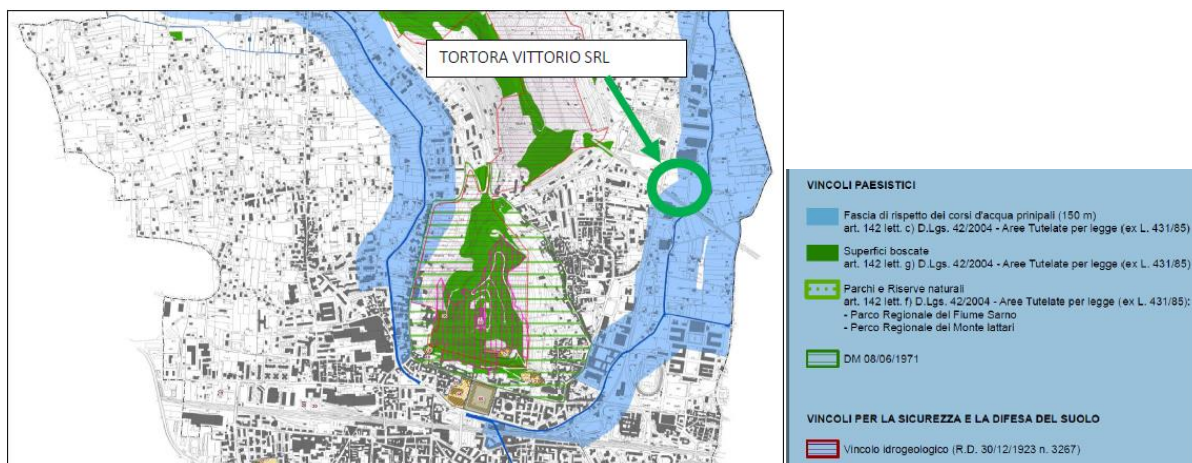 TORTORA VITTORIO SRL
VINCOLI PAESISTICI
Fascia di rispetto dei corsi d'acqua prinipali (150 m)
art. 142 lett. c) D.Lgs. 42/2004 - Aree Tutelate per legge (ex L. 431/85)
Superfici boscate
art. 142 lett. g) D.Lgs. 42/2004 - Aree Tutelate per legge (ex L. 431/85)
Parchi e Riserve naturali
art. 142 lett. f) D.Lgs. 42/2004 - Aree Tutelate per legge (ex L. 431/85):
- Parco Regionale del Fiume Sarno
- Perco Regionale dei Monte lattari
DM 08/06/1971
VINCOLI PER LA SICUREZZA E LA DIFESA DEL SUOLO
Vincolo idrogeologico (R.D. 30/12/1923 n. 3267)